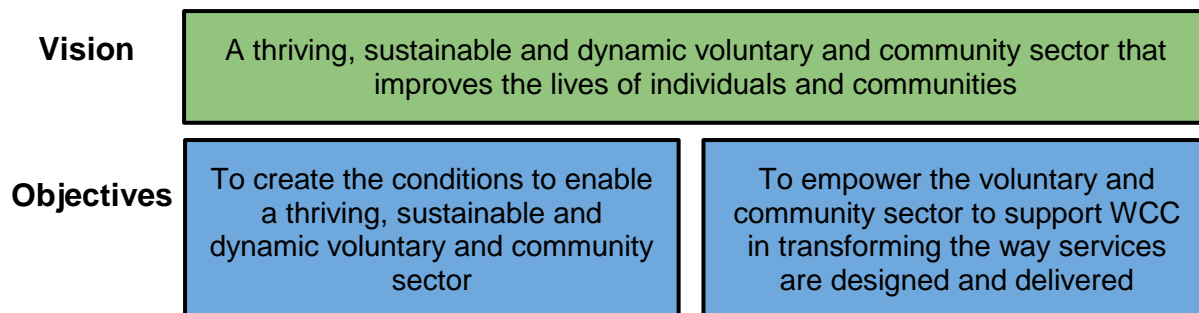 Vision
A thriving, sustainable and dynamic voluntary and community sector that
improves the lives of individuals and communities
Objectives
To create the conditions to enable
a thriving, sustainable and
dynamic voluntary and community
sector
To empower the voluntary and
community sector to support WCC
in transforming the way services
are designed and delivered